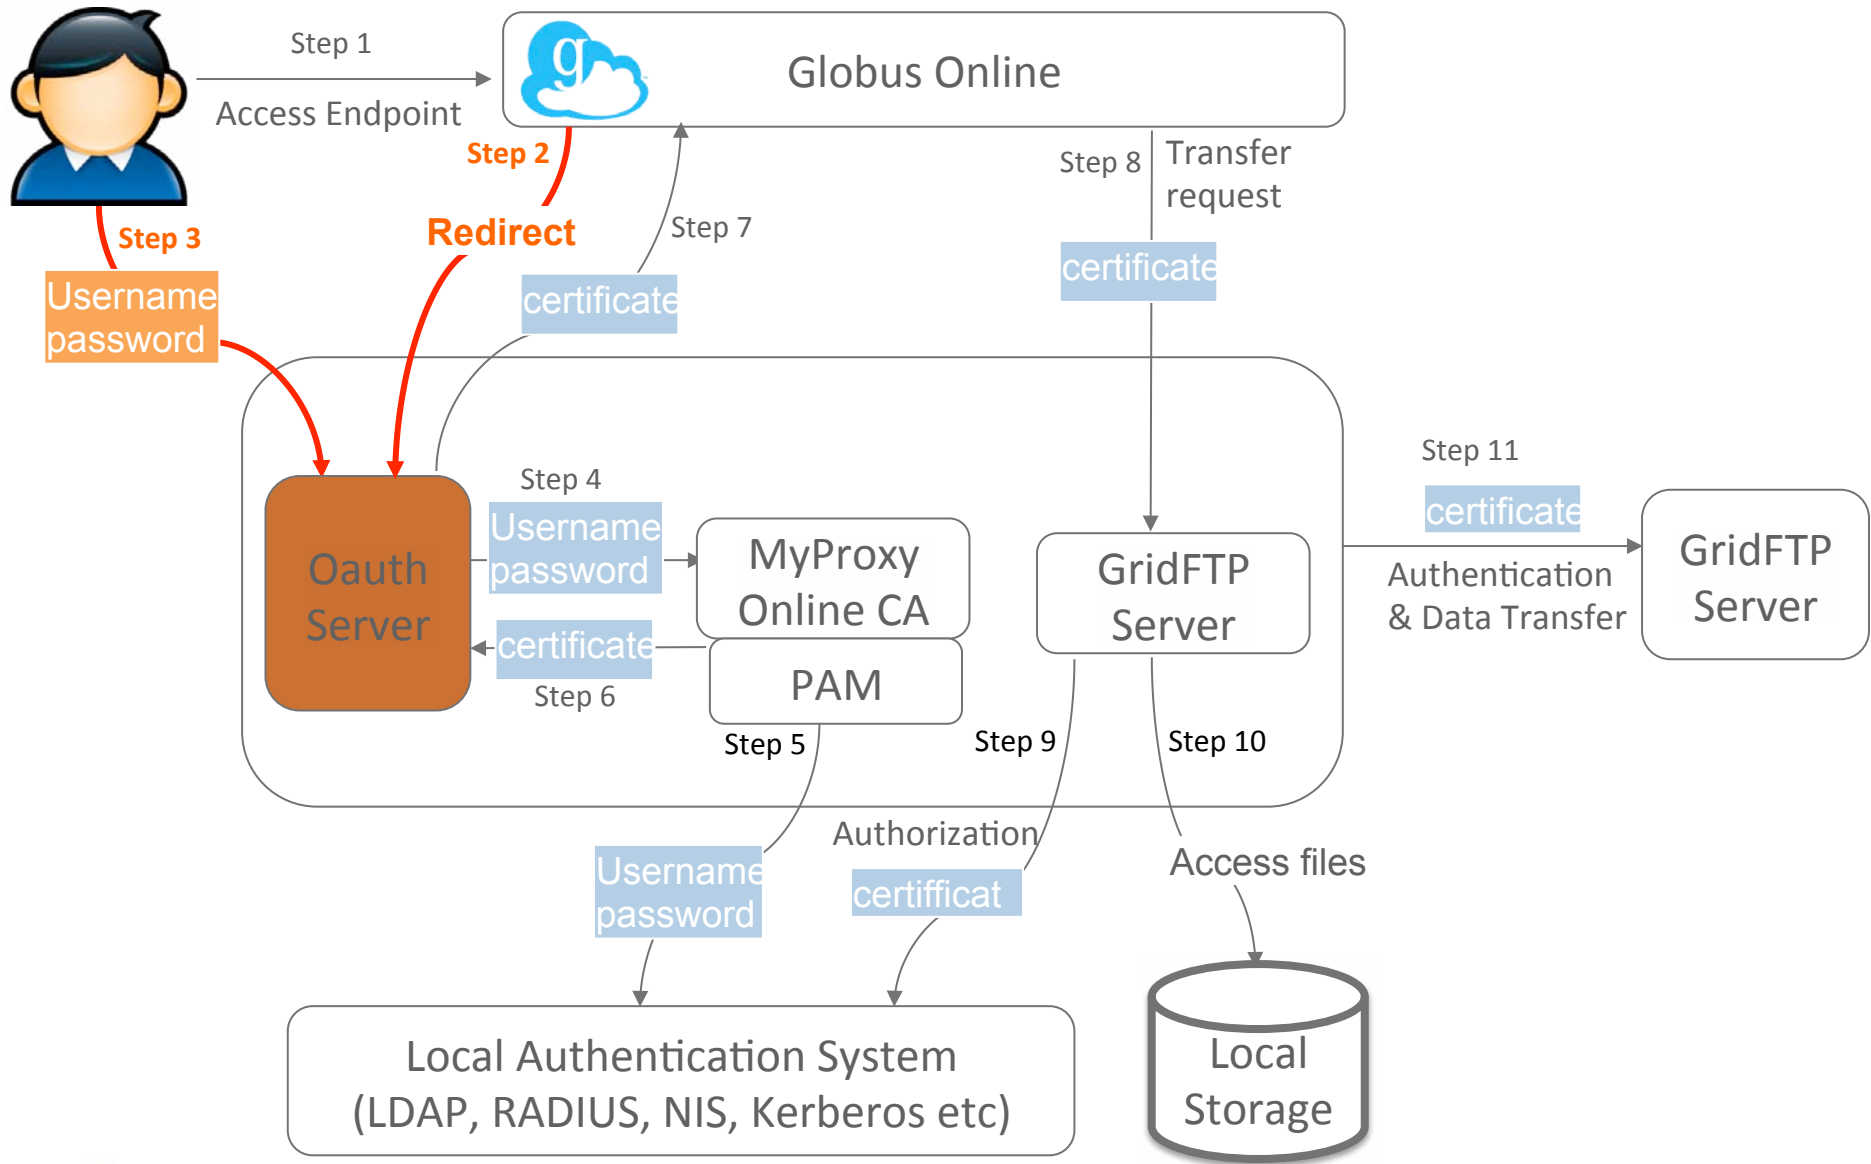 Step 1
Access Endpoint
g
Globus Online
Step 2
Redirect
Step 3
Username
password
Step 7
certificate
Step 8
Transfer
request
certificate
Step 4
Username
password
Oauth
Server
MyProxy
Online CA
certificate
Step 6
PAM
GridFTP
Server
Step 11
certificate
Authentication
& Data Transfer
GridFTP
Server
Step 5
Step 9
Step 10
Username
password
Authorization
certifficat
Access files
Local Authentication System
(LDAP, RADIUS, NIS, Kerberos etc)
Local
Storage